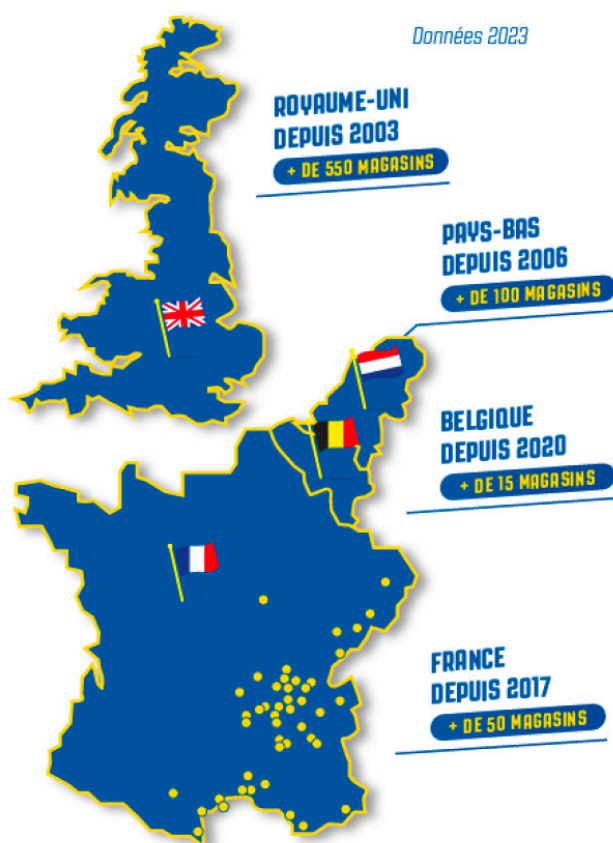 Données 2023
ROYAUME-UNI
DEPUIS 2003
+ DE 550 MAGASINS
PAYS-BAS
DEPUIS 2006
+ DE 100 MAGASINS
BELGIQUE
DEPUIS 2020
+ DE 15 MAGASINS
FRANCE
DEPUIS 2017
+ DE 50 MAGASINS